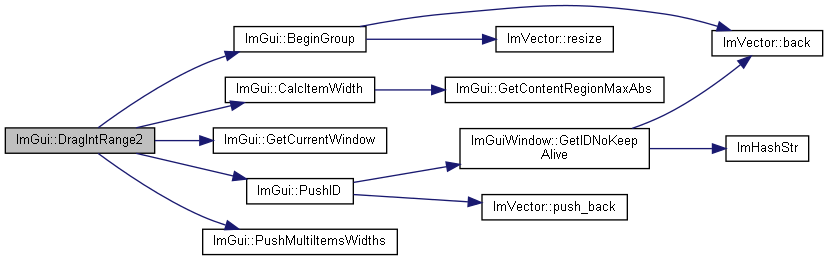 ImGui::DragIntRange2
ImGui::BeginGroup
ImVector::resize
ImVector::back
ImGui::CalcItemWidth
ImGui::GetContentRegionMaxAbs
ImGui::GetCurrentWindow
ImGuiWindow::GetIDNoKeep
Alive
ImHashStr
ImGui::PushID
ImVector::push_back
ImGui::PushMultiItemsWidths